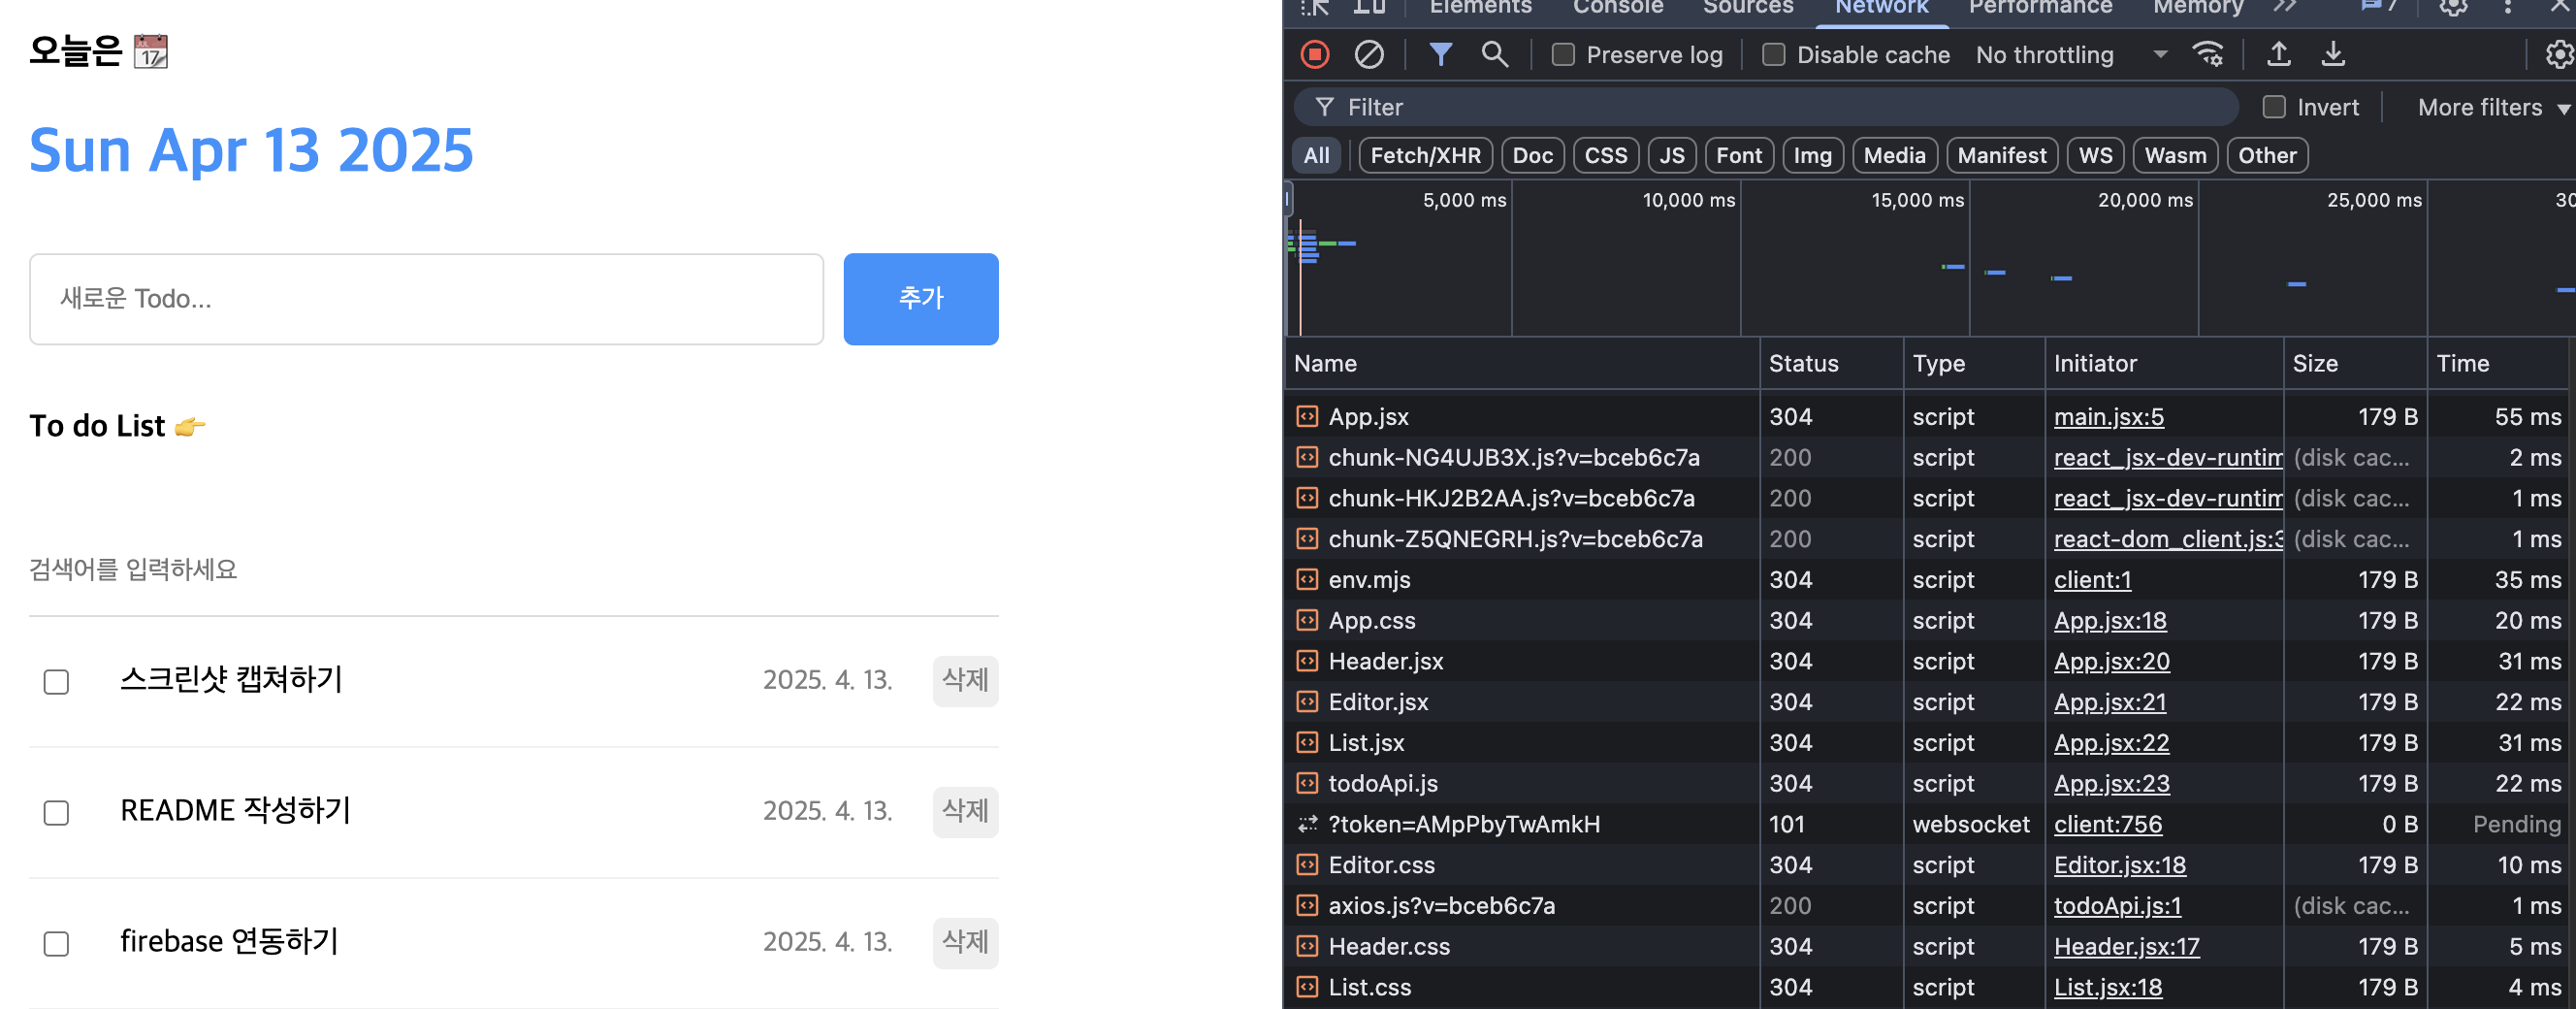 오늘은
Sun Apr 13 2025
새로운 Todo...
추가
To do List
검색어를 입력하세요
스크린샷 캡쳐하기 2025. 4. 13. 삭제
README 작성하기 2025. 4. 13. 삭제
firebase 연동하기 2025. 4. 13. 삭제
Elements Console Sources Network Performance Memory 7
Preserve log Disable cache No throttling
Filter Invert More filters
All Fetch/XHR Doc CSS JS Font Img Media Manifest WS Wasm Other
5,000 ms 10,000 ms 15,000 ms 20,000 ms 25,000 ms
Name Status Type Initiator Size Time
App.jsx 304 script main.jsx:5 179 B 55 ms
chunk-NG4UJB3X.js?v=bceb6c7a 200 script react_jsx-dev-runtim (disk cac... 2 ms
chunk-HKJ2B2AA.js?v=bceb6c7a 200 script react_jsx-dev-runtim (disk cac... 1 ms
chunk-Z5QNEGRH.js?v=bceb6c7a 200 script react-dom_client.js:3 (disk cac... 1 ms
env.mjs 304 script client:1 179 B 35 ms
App.css 304 script App.jsx:18 179 B 20 ms
Header.jsx 304 script App.jsx:20 179 B 31 ms
Editor.jsx 304 script App.jsx:21 179 B 22 ms
List.jsx 304 script App.jsx:22 179 B 31 ms
todoApi.js 304 script App.jsx:23 179 B 22 ms
?token=AMpPbyTwAmkH 101 websocket client:756 0 B Pending
Editor.css 304 script Editor.jsx:18 179 B 10 ms
axios.js?v=bceb6c7a 200 script todoApi.js:1 (disk cac... 1 ms
Header.css 304 script Header.jsx:17 179 B 5 ms
List.css 304 script List.jsx:18 179 B 4 ms